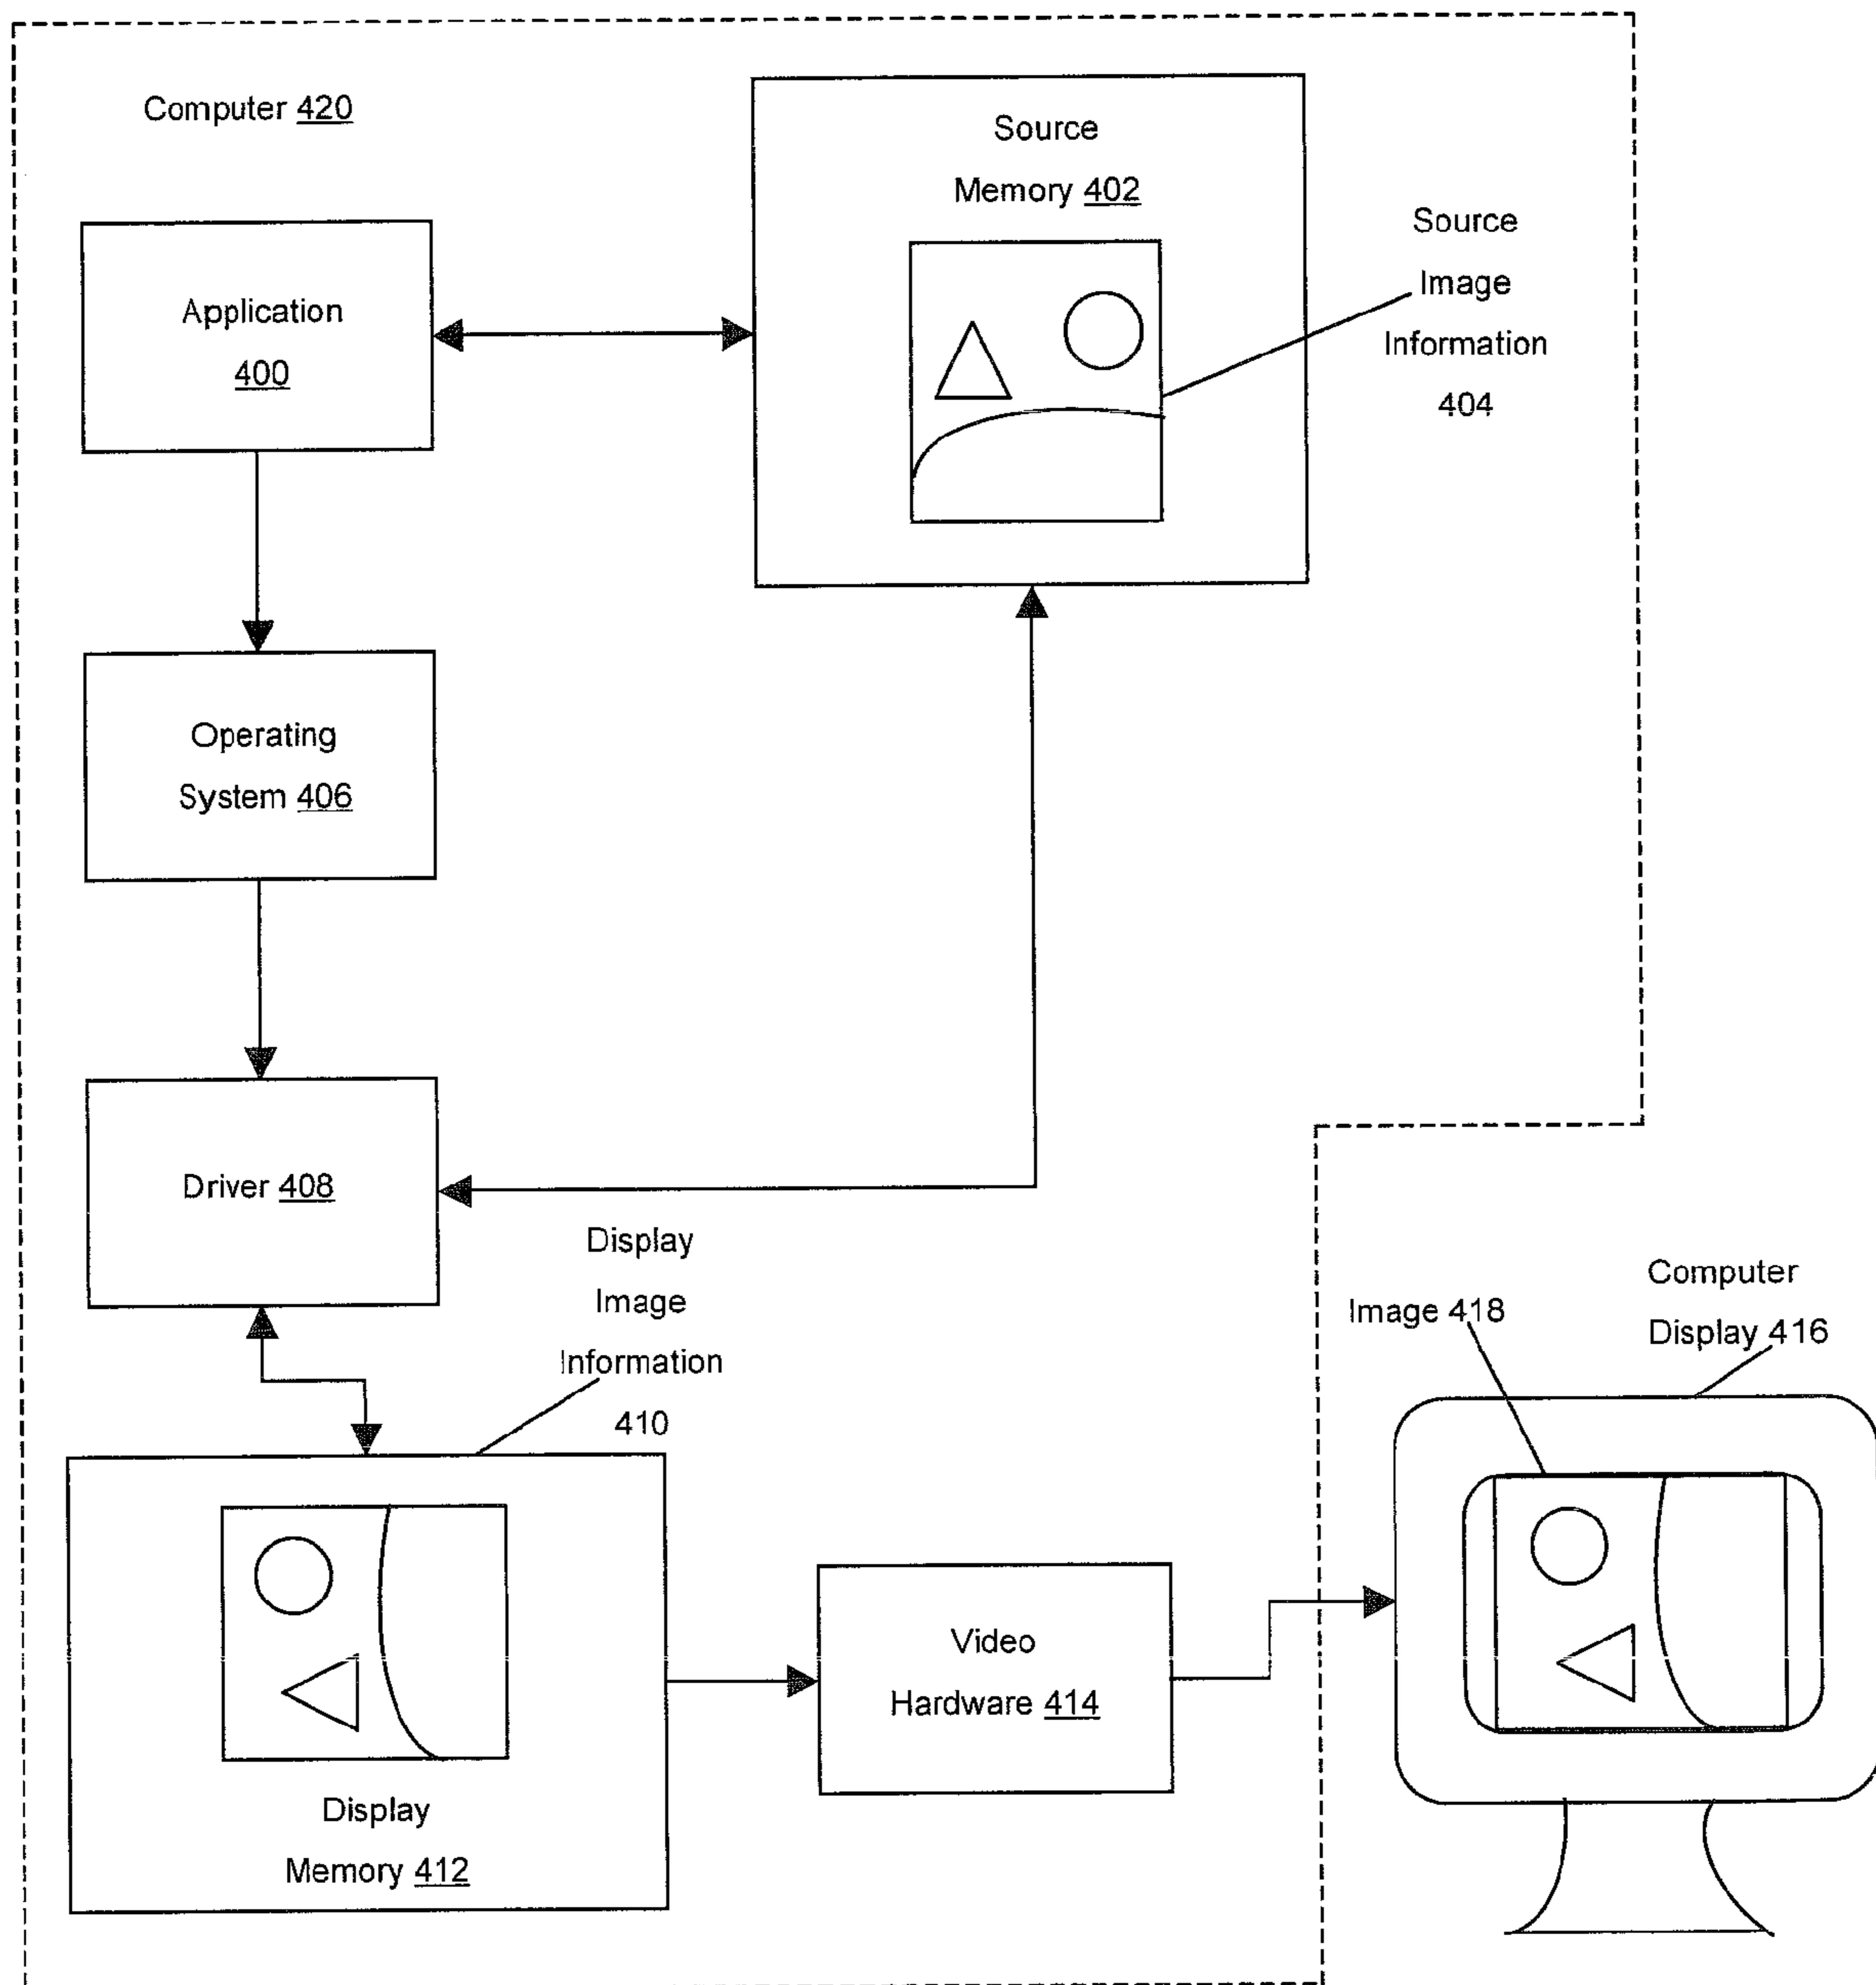 Computer 420
Source
Memory 402
Source
Image
Information
404
Application
400
Operating
System 406
Driver 408
Display
Image
Information
410
Computer
Display 416
Image 418
Video
Hardware 414
Display
Memory 412